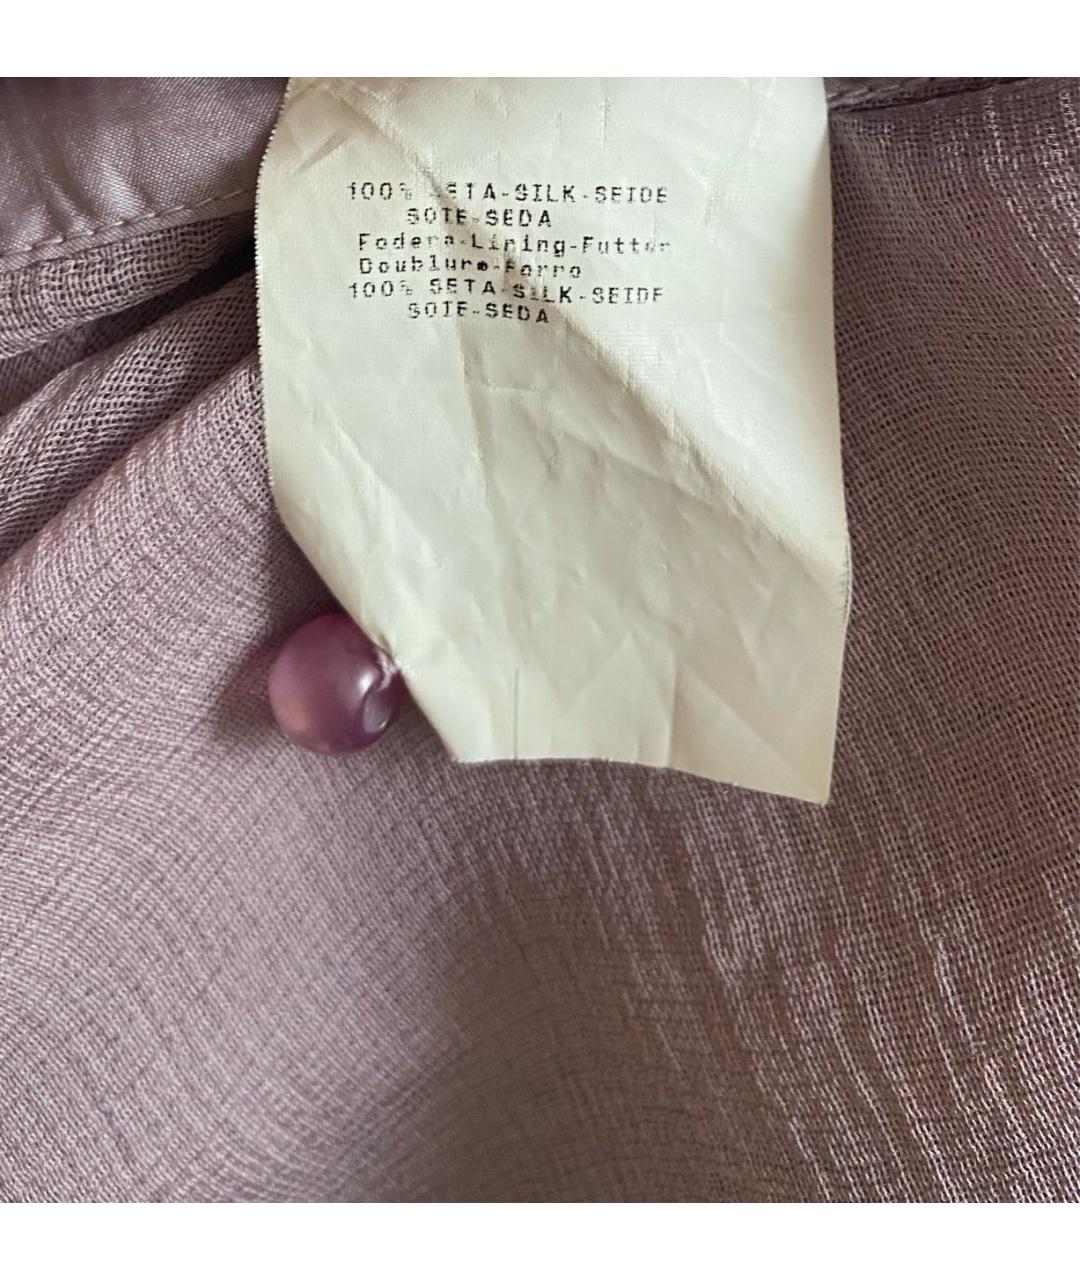 100% SETA-SILK-SEIDE
SOIE-SEDA
Fodera-Lining-Futter
Doublure-Forro
100% SETA-SILK-SEIDE
SOIE-SEDA